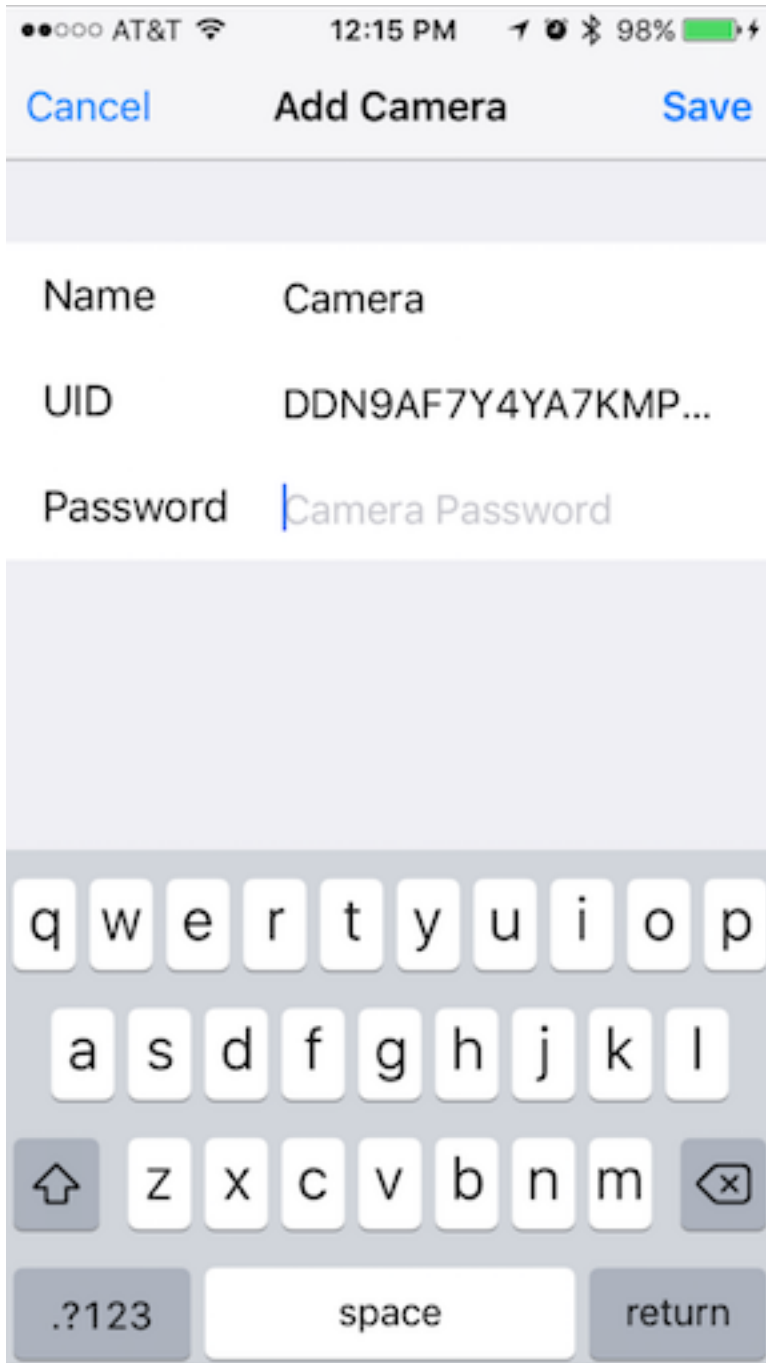 AT&T 12:15 PM 98%
Cancel Add Camera Save
Name Camera
UID DDN9AF7Y4YA7KMP...
Password Camera Password
q w e r t y u i o p
a s d f g h j k l
z x c v b n m
.?123 space return